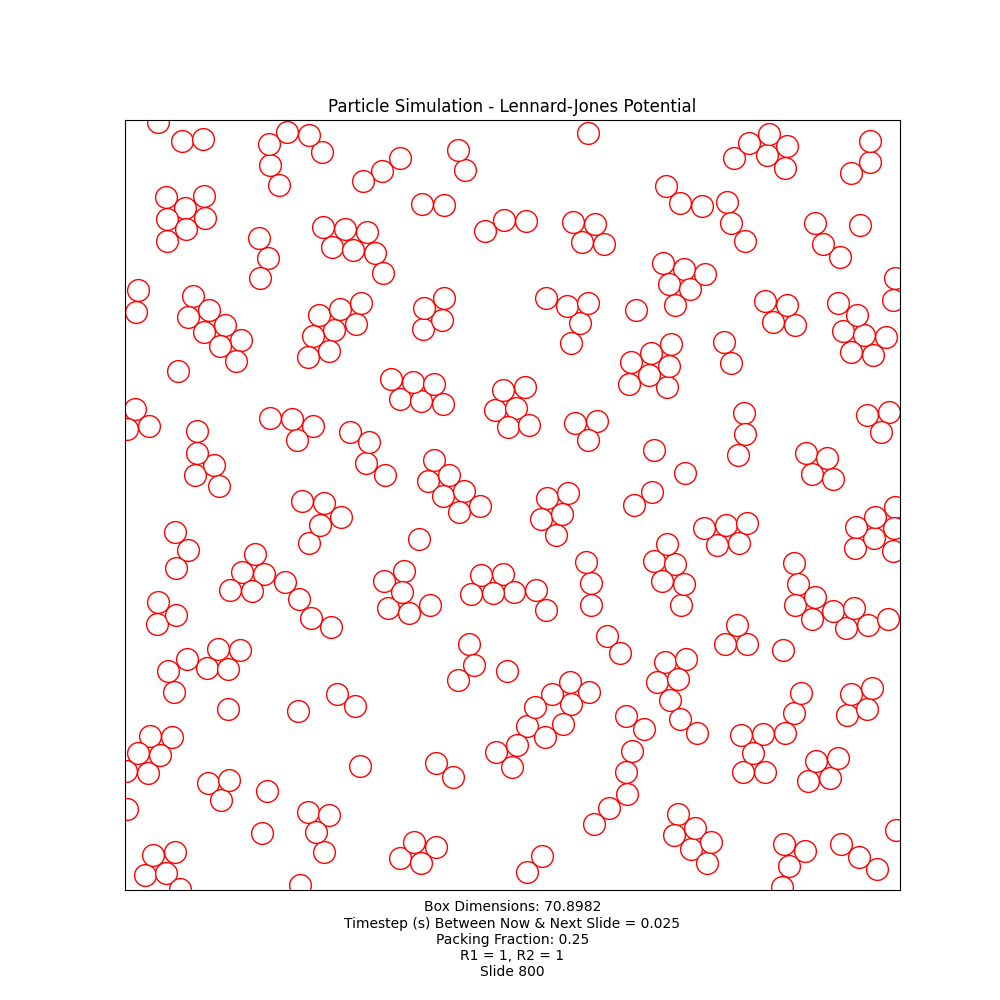 Particle Simulation - Lennard-Jones Potential
Box Dimensions: 70.8982
Timestep (s) Between Now & Next Slide = 0.025
Packing Fraction: 0.25
R1 = 1, R2 = 1
Slide 800